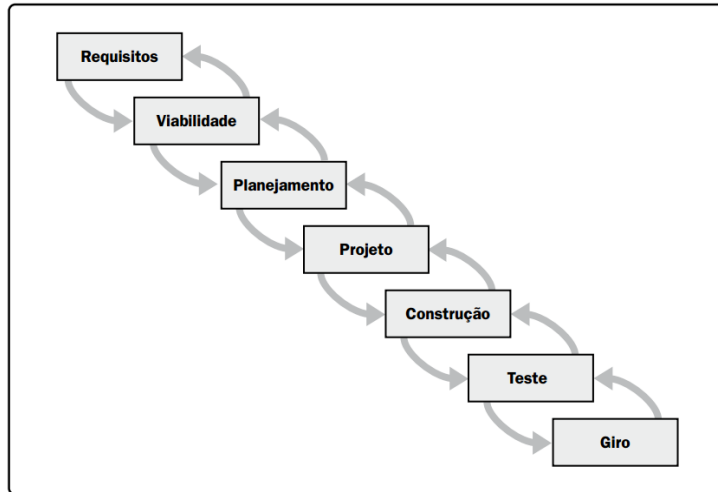 Requisitos
Viabilidade
Planejamento
Projeto
Construção
Teste
Giro